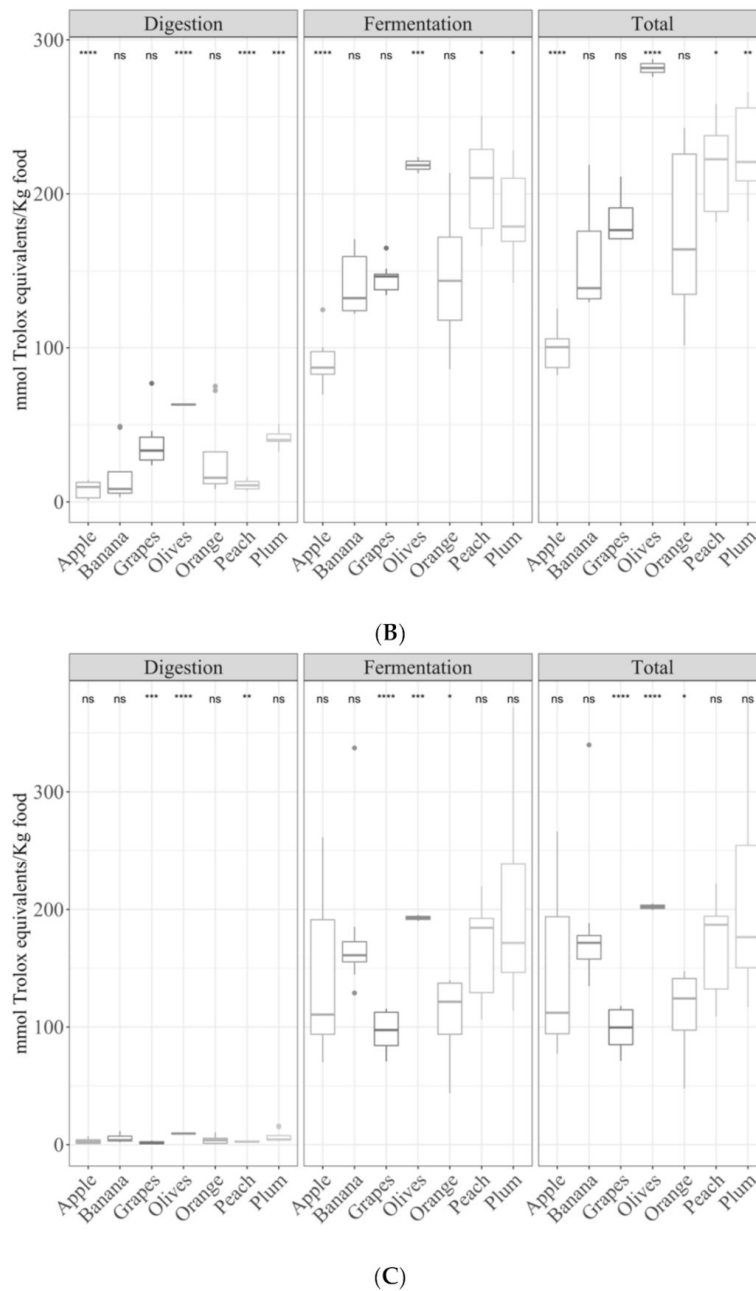 Digestion Fermentation Total
300
**** ns ns **** ns **** ***
**** ns ns *** ns * *
**** ns ns **** ns * **
200
100
0
mmol Trolox equivalents/Kg food
Apple Banana Grapes Olives Orange Peach Plum
Apple Banana Grapes Olives Orange Peach Plum
Apple Banana Grapes Olives Orange Peach Plum
(B)
Digestion Fermentation Total
ns ns *** **** ns ** ns
ns ns **** *** * ns ns
ns ns **** **** * ns ns
300
200
100
0
mmol Trolox equivalents/Kg food
Apple Banana Grapes Olives Orange Peach Plum
Apple Banana Grapes Olives Orange Peach Plum
Apple Banana Grapes Olives Orange Peach Plum
(C)